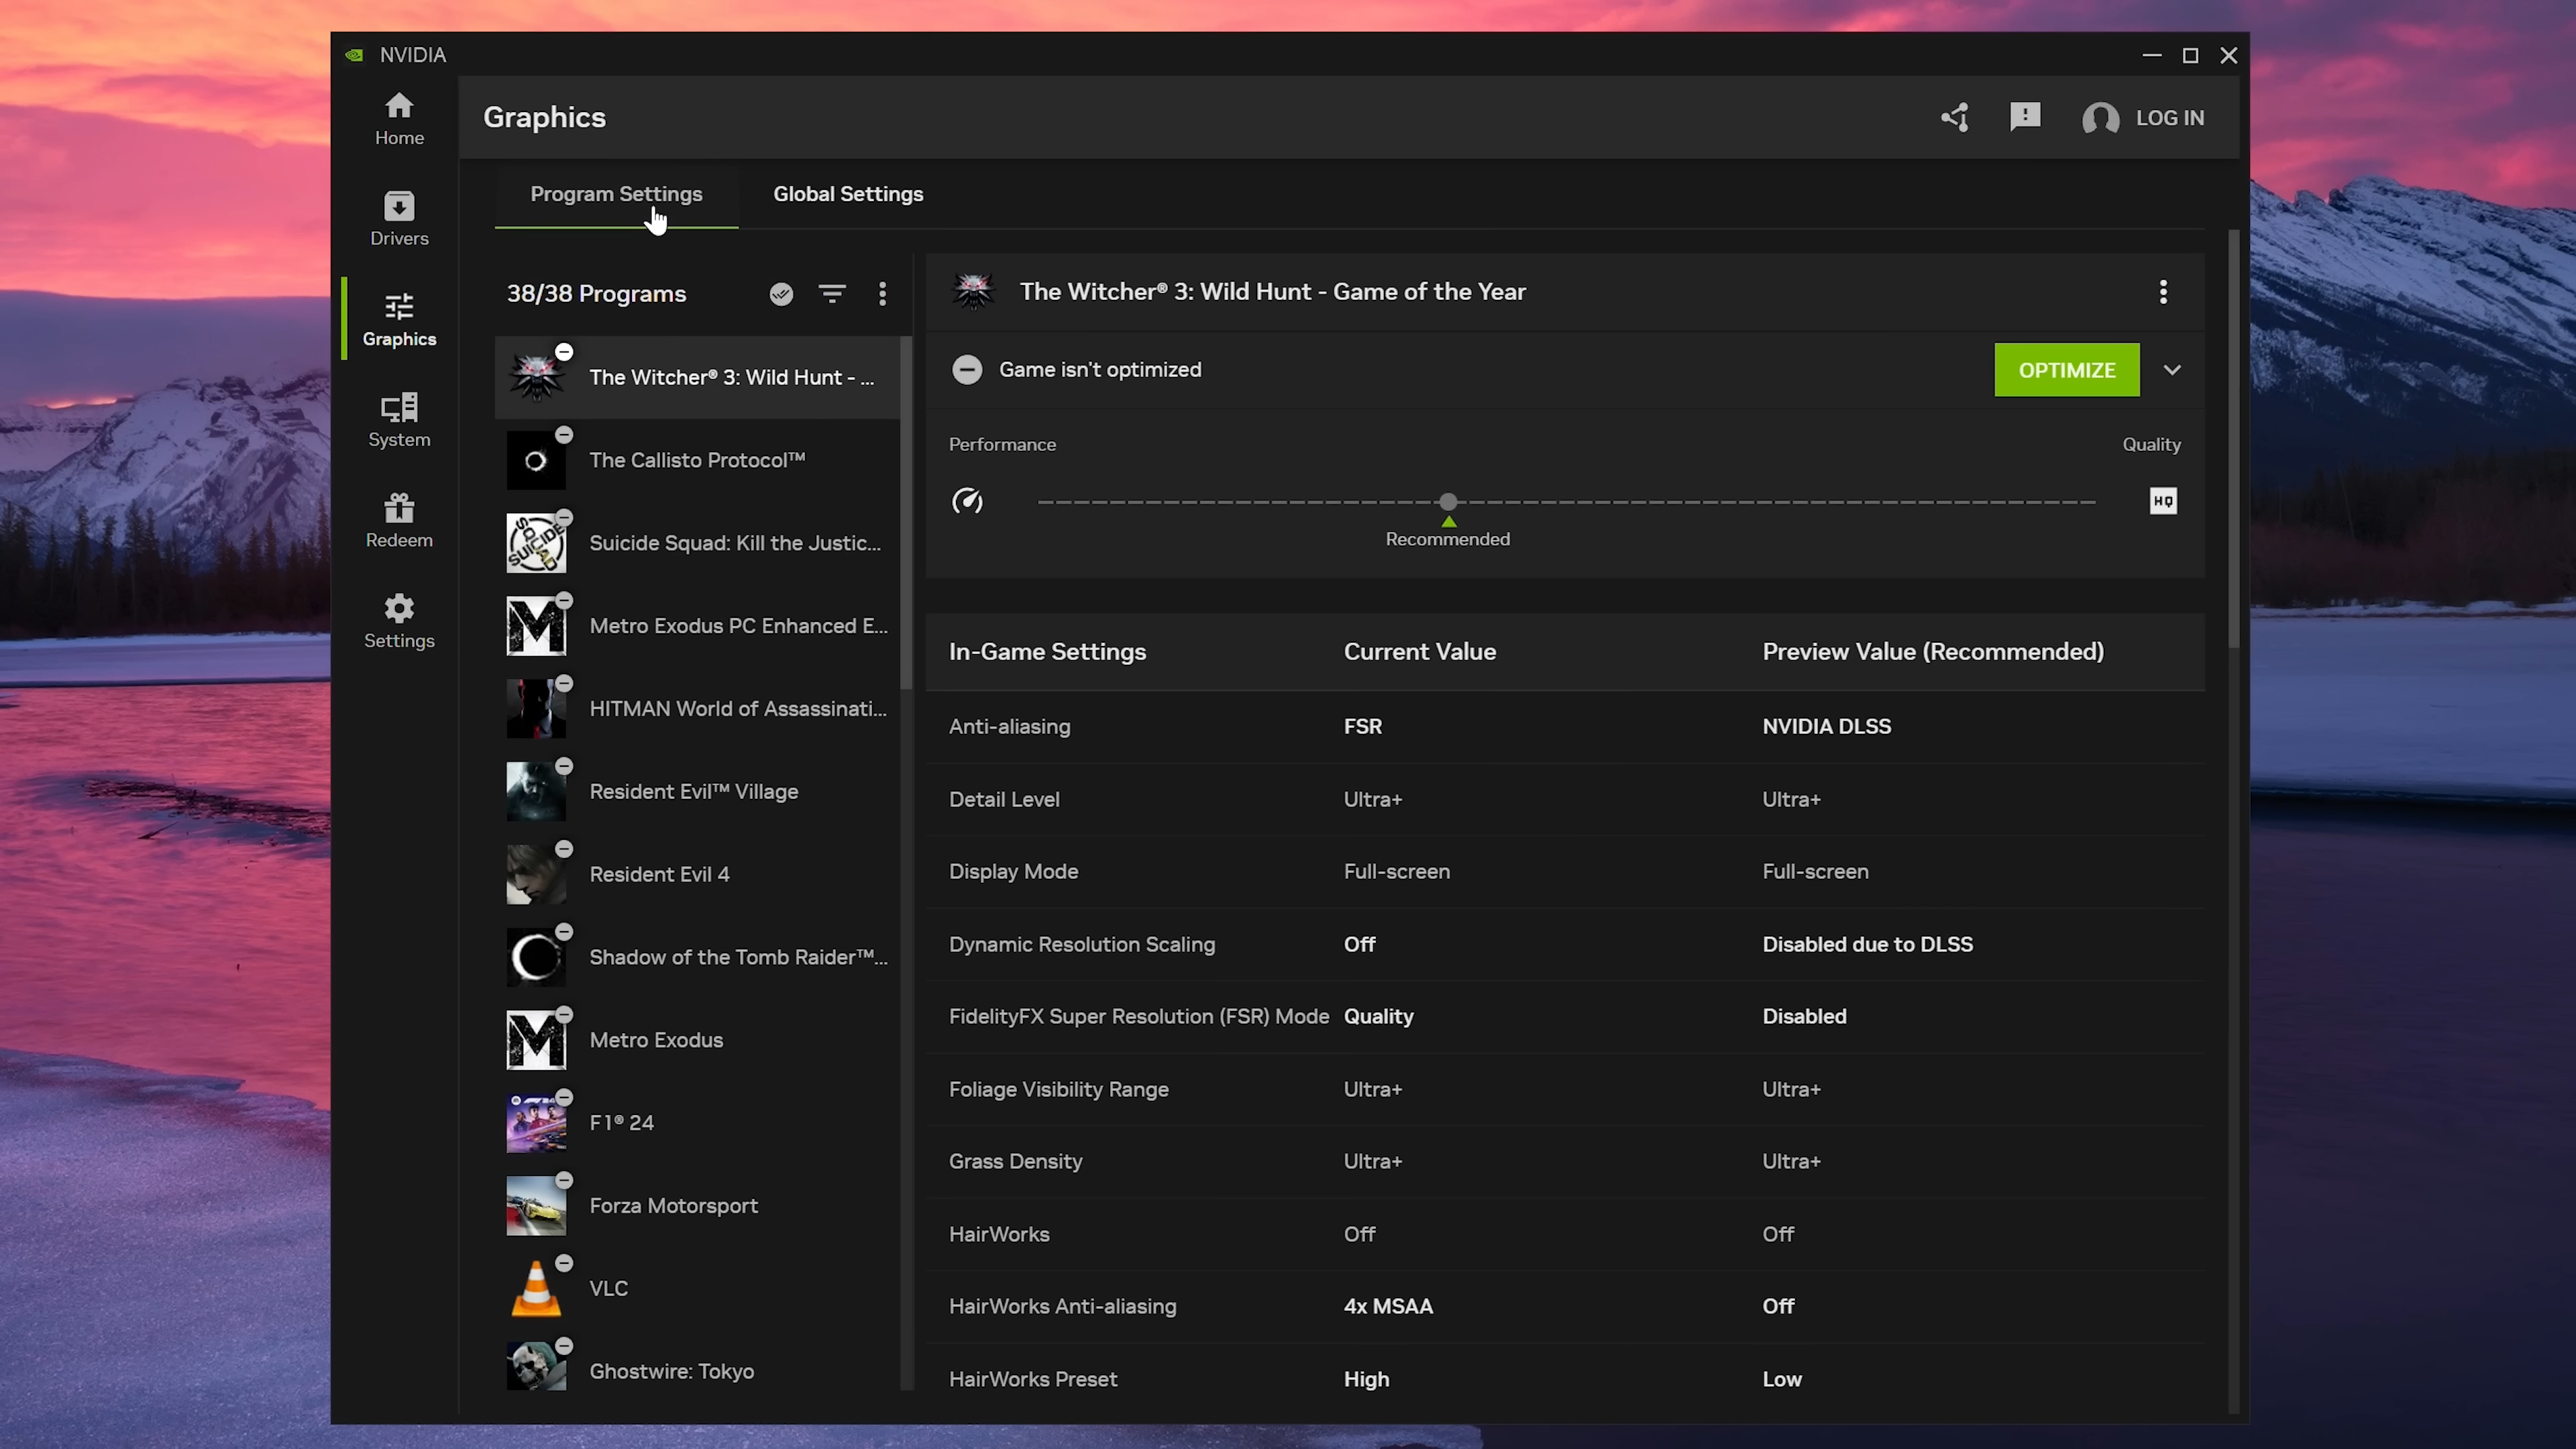 NVIDIA
Home
Drivers
Graphics
System
Redeem
Settings
Graphics
LOG IN
Program Settings
Global Settings
38/38 Programs
The Witcher® 3: Wild Hunt - ...
The Callisto Protocol™
Suicide Squad: Kill the Justic...
Metro Exodus PC Enhanced E...
HITMAN World of Assassinati...
Resident Evil™ Village
Resident Evil 4
Shadow of the Tomb Raider™...
Metro Exodus
F1® 24
Forza Motorsport
VLC
Ghostwire: Tokyo
The Witcher® 3: Wild Hunt - Game of the Year
Game isn't optimized
OPTIMIZE
Performance
Quality
HQ
Recommended
In-Game Settings Current Value Preview Value (Recommended)
Anti-aliasing FSR NVIDIA DLSS
Detail Level Ultra+ Ultra+
Display Mode Full-screen Full-screen
Dynamic Resolution Scaling Off Disabled due to DLSS
FidelityFX Super Resolution (FSR) Mode Quality Disabled
Foliage Visibility Range Ultra+ Ultra+
Grass Density Ultra+ Ultra+
HairWorks Off Off
HairWorks Anti-aliasing 4x MSAA Off
HairWorks Preset High Low